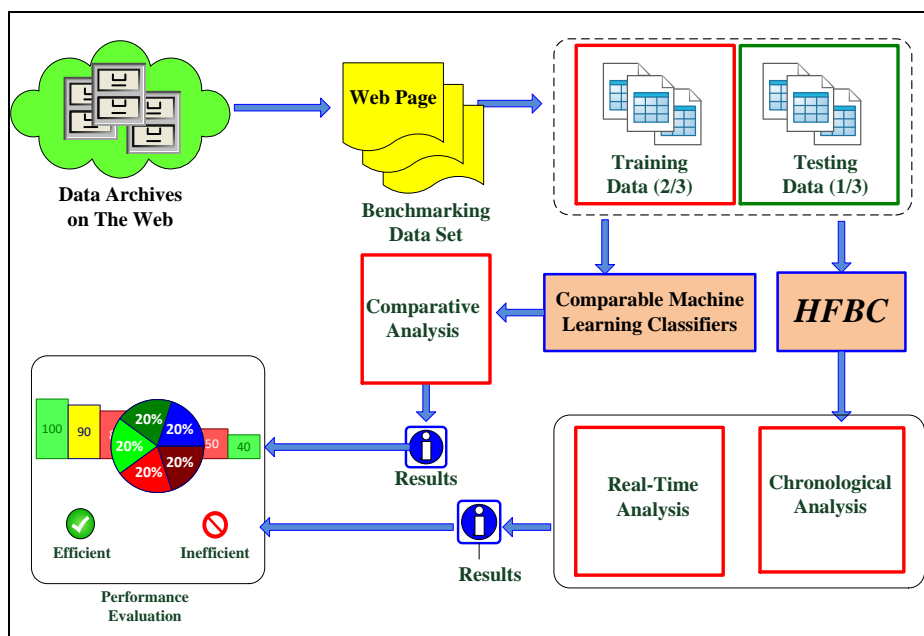 Data Archives
on The Web
Web Page
Benchmarking
Data Set
Training
Data (2/3)
Testing
Data (1/3)
Comparable Machine
Learning Classifiers
HFBC
Comparative
Analysis
Results
Real-Time
Analysis
Chronological
Analysis
Results
100
90
20%
20%
20%
20%
20%
50
40
Efficient
Inefficient
Performance
Evaluation